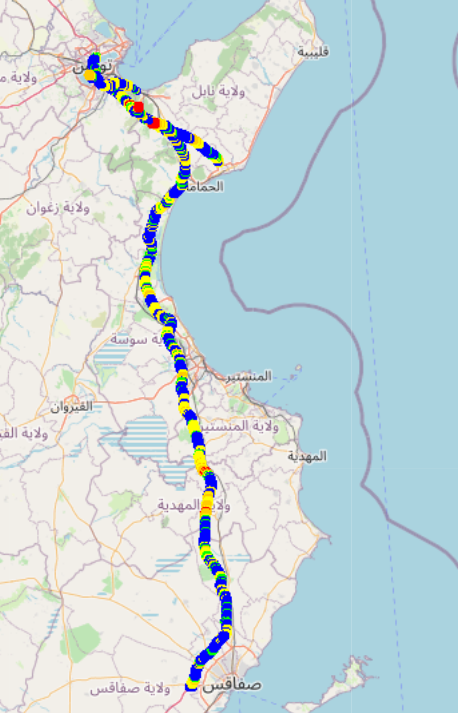 قليبية
تونس
ولاية نابل
الحمامات
ولاية زغوان
ولاية سوسة
المنستير
القيروان
ولاية المنستير
المهدية
ولاية المهدية
صفاقس
ولاية صفاقس